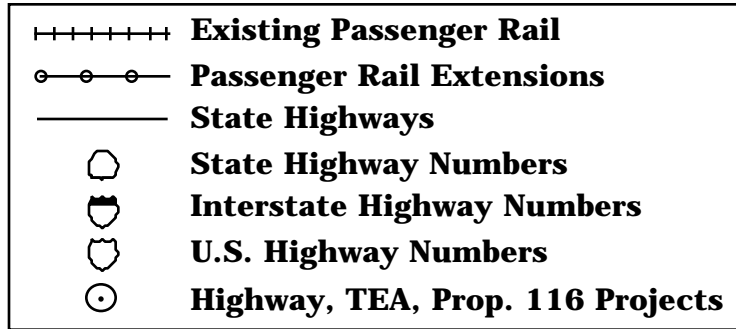 Existing Passenger Rail
Passenger Rail Extensions
State Highways
State Highway Numbers
Interstate Highway Numbers
U.S. Highway Numbers
Highway, TEA, Prop. 116 Projects